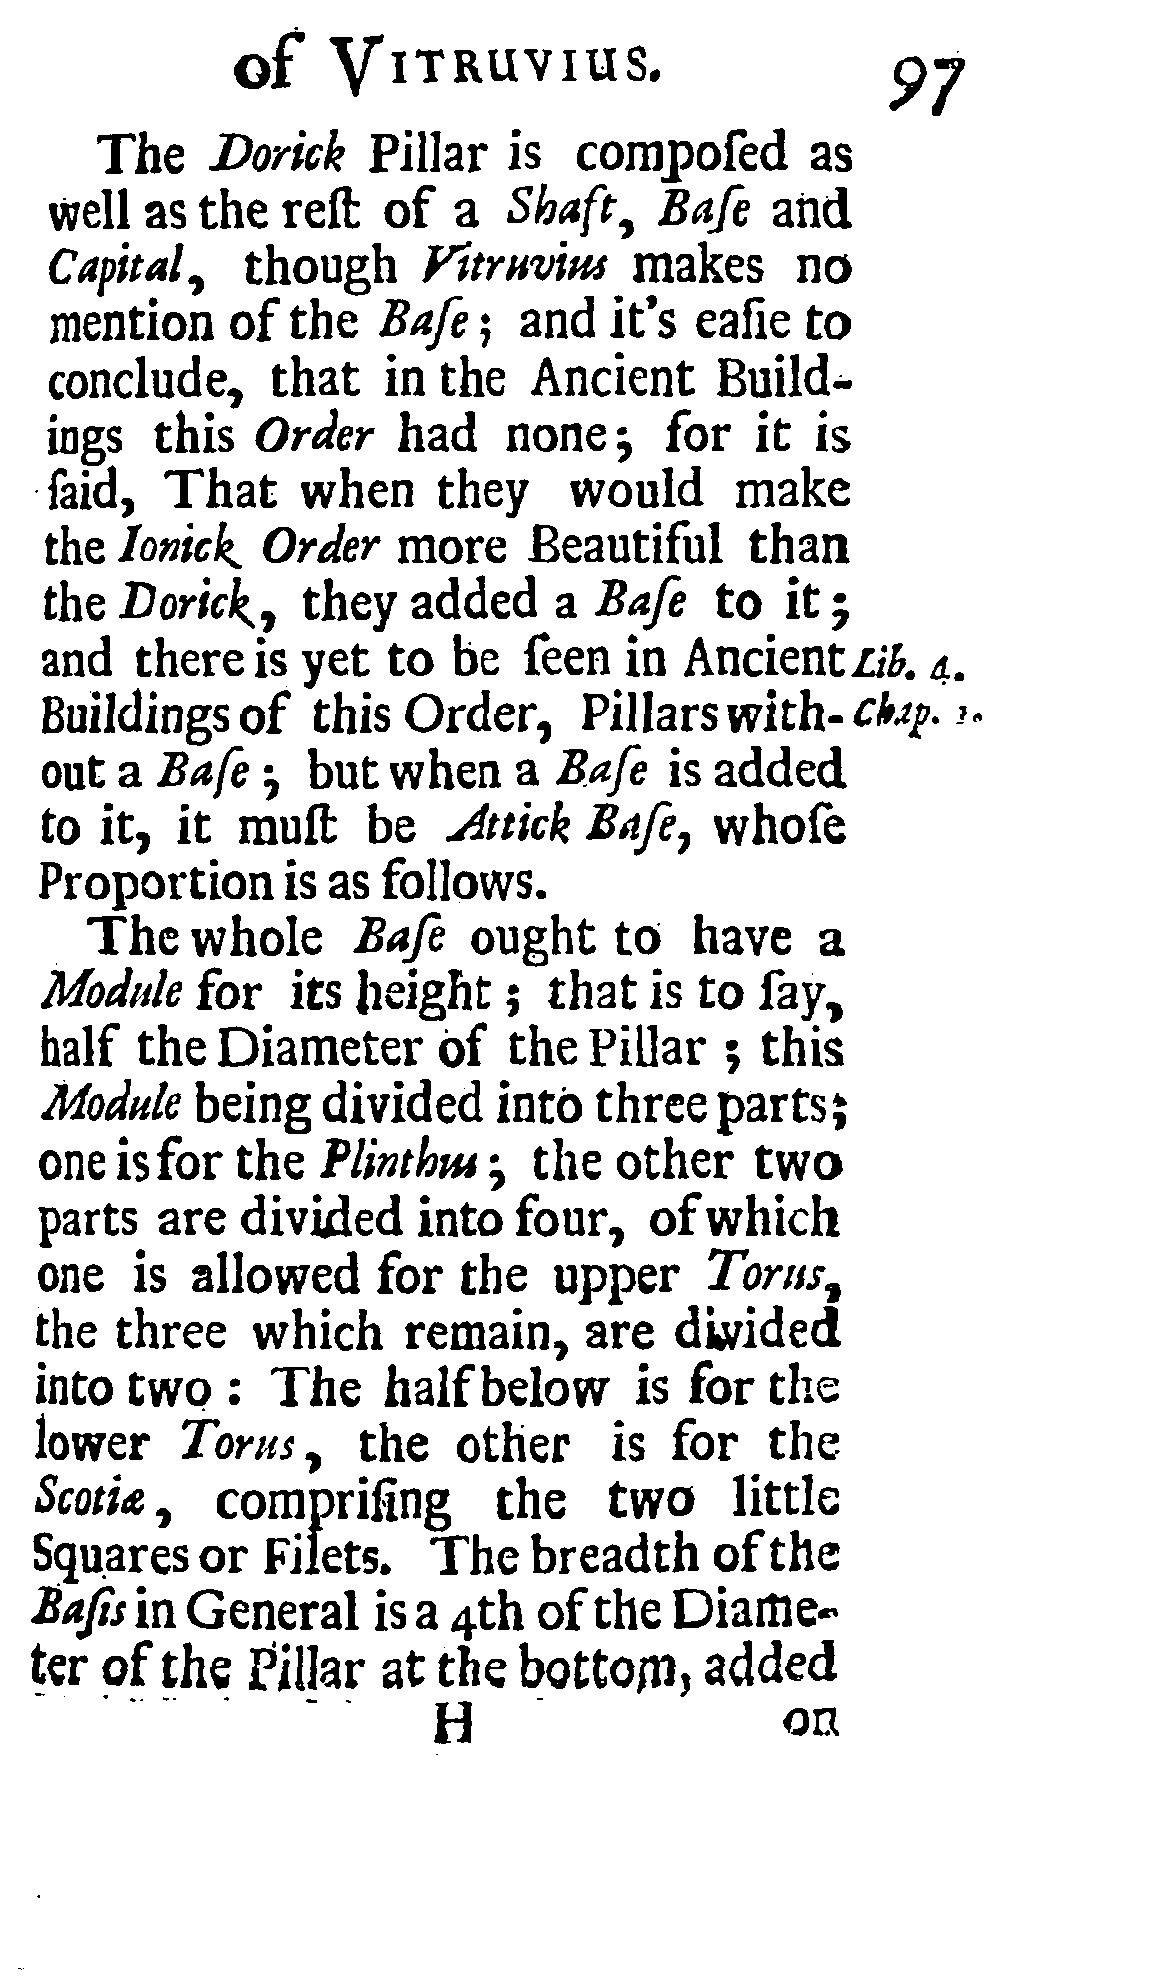 of VITRUVIUS. 97
The Dorick Pillar is compoſed as
well as the reſt of a Shaft, Baſe and
Capital, though Vitruvius makes no
mention of the Baſe; and it's eaſie to
conclude, that in the Ancient Build-
ings this Order had none; for it is
ſaid, That when they would make
the Ionick Order more Beautiful than
the Dorick, they added a Baſe to it;
and there is yet to be ſeen in Ancient Lib. 4.
Buildings of this Order, Pillars with- Chap. 1.
out a Baſe; but when a Baſe is added
to it, it muſt be Attick Baſe, whoſe
Proportion is as follows.
The whole Baſe ought to have a
Module for its height; that is to ſay,
half the Diameter of the Pillar; this
Module being divided into three parts;
one is for the Plinthus; the other two
parts are divided into four, of which
one is allowed for the upper Torus,
the three which remain, are divided
into two: The half below is for the
lower Torus, the other is for the
Scotiæ, compriſing the two little
Squares or Filets. The breadth of the
Baſis in General is a 4th of the Diame-
ter of the Pillar at the bottom, added
H on